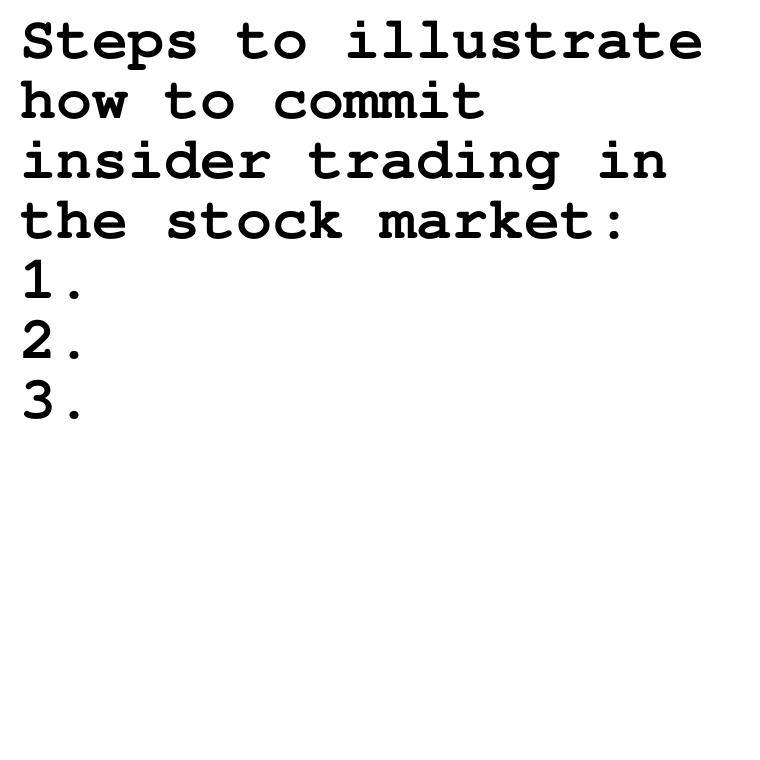 Steps to illustrate
how to commit
insider trading in
the stock market:
1.
2.
3.